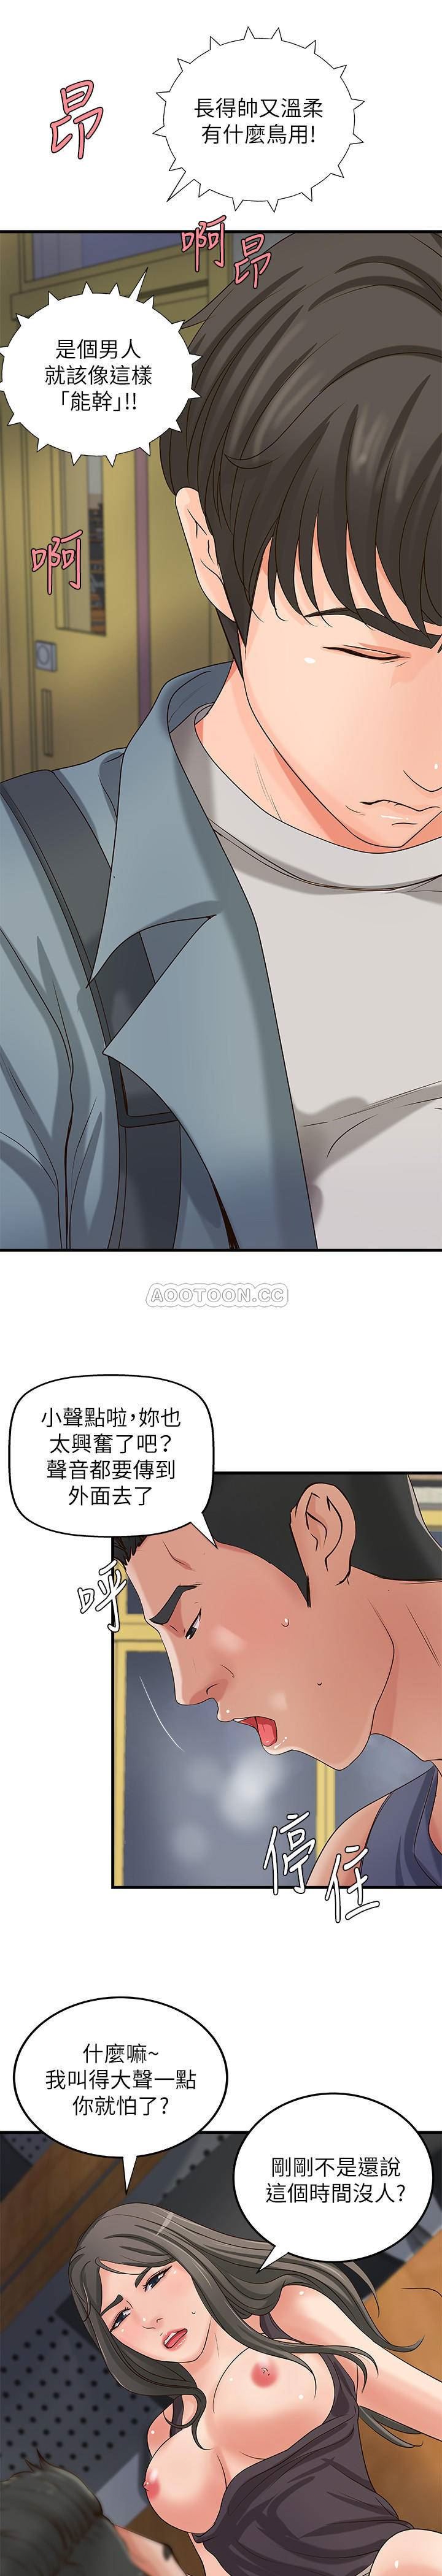 昂
長得帥又溫柔
有什麼鳥用!
啊
昂
是個男人
就該像這樣
「能幹」!!
啊
AOOTOON.CC
小聲點啦,妳也
太興奮了吧?
聲音都要傳到
外面去了
呼
停住
什麼嘛~
我叫得大聲一點
你就怕了?
剛剛不是還說
這個時間沒人?